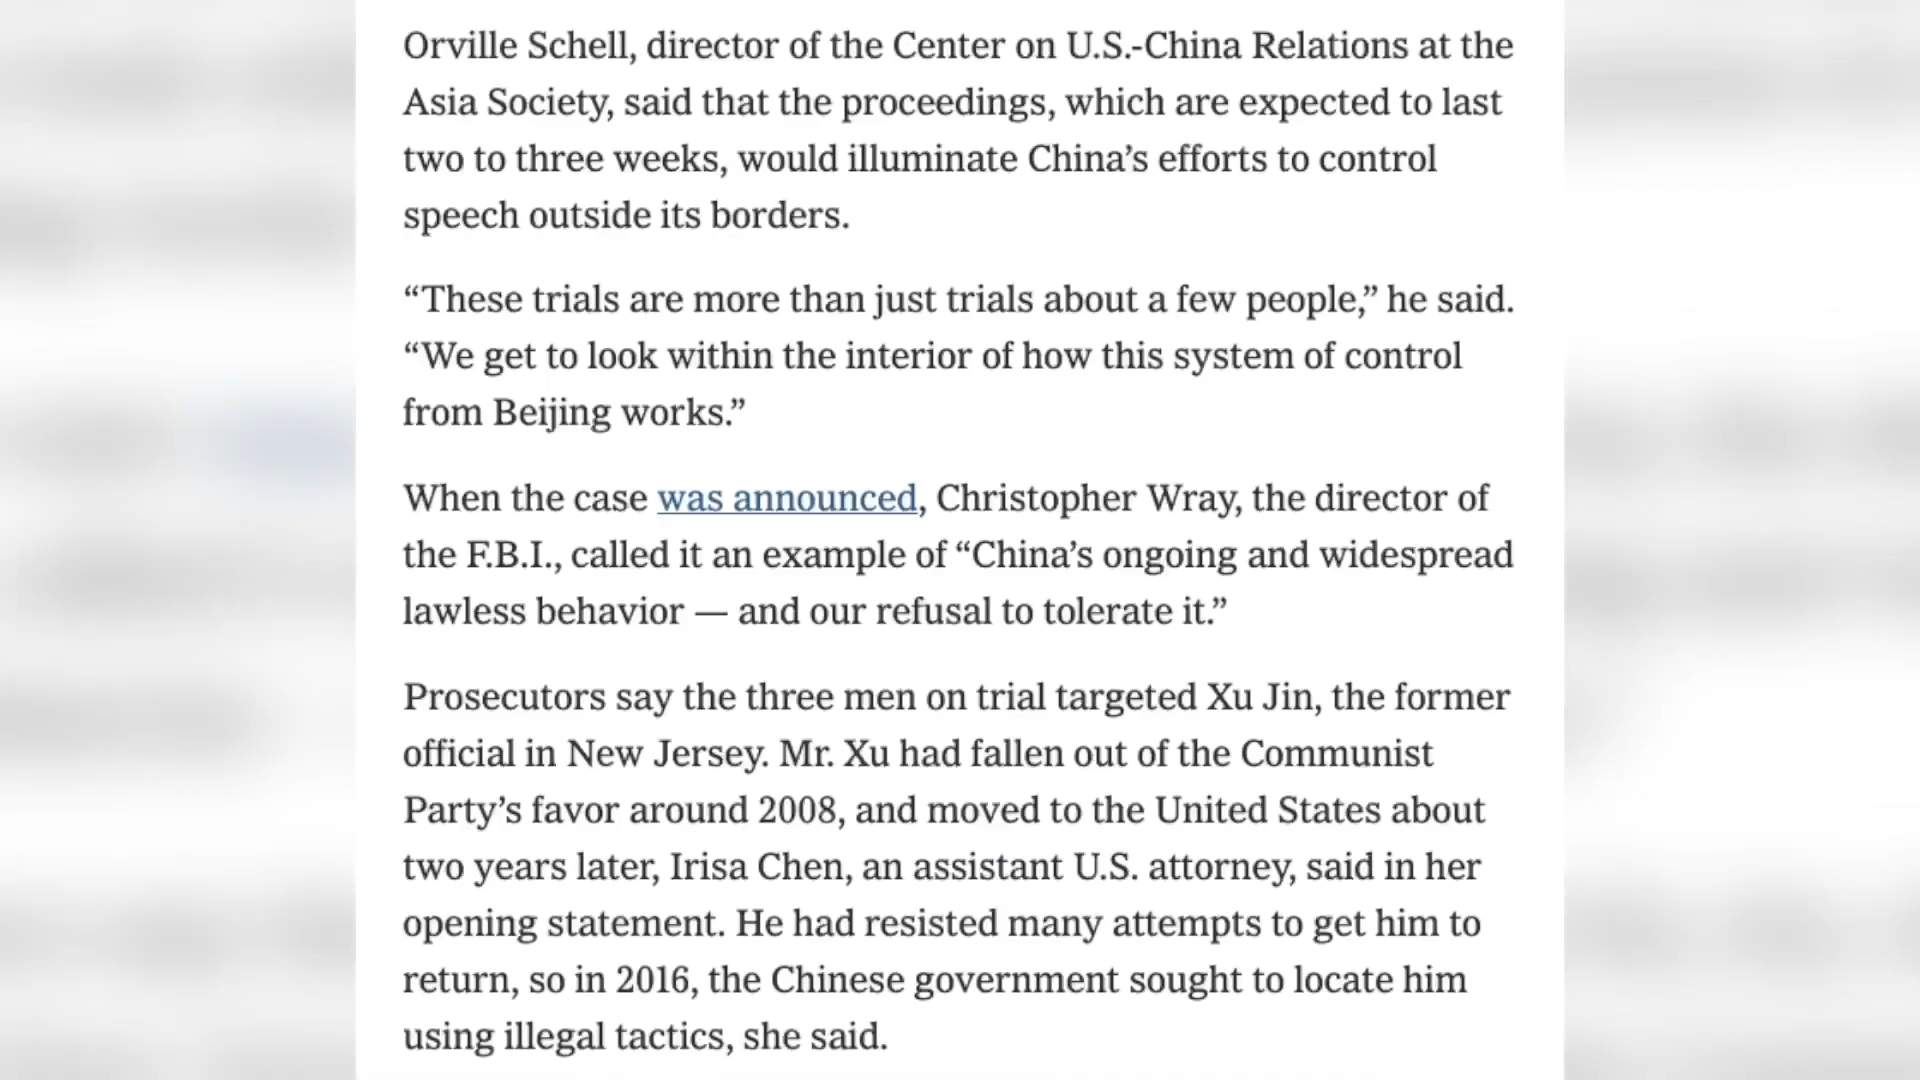 Orville Schell, director of the Center on U.S.-China Relations at the
Asia Society, said that the proceedings, which are expected to last
two to three weeks, would illuminate China’s efforts to control
speech outside its borders.
“These trials are more than just trials about a few people,” he said.
“We get to look within the interior of how this system of control
from Beijing works.”
When the case was announced, Christopher Wray, the director of
the F.B.I., called it an example of “China’s ongoing and widespread
lawless behavior — and our refusal to tolerate it.”
Prosecutors say the three men on trial targeted Xu Jin, the former
official in New Jersey. Mr. Xu had fallen out of the Communist
Party’s favor around 2008, and moved to the United States about
two years later, Irisa Chen, an assistant U.S. attorney, said in her
opening statement. He had resisted many attempts to get him to
return, so in 2016, the Chinese government sought to locate him
using illegal tactics, she said.